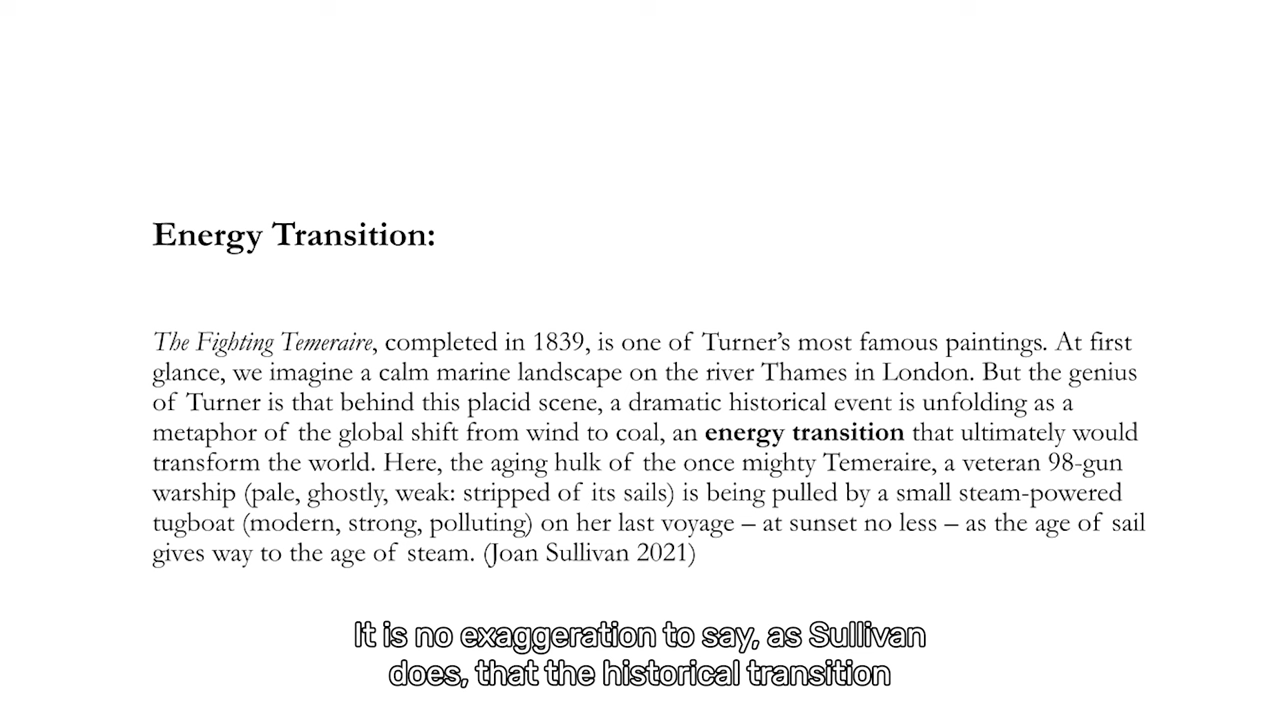 Energy Transition:
The Fighting Temeraire, completed in 1839, is one of Turner's most famous paintings. At first
glance, we imagine a calm marine landscape on the river Thames in London. But the genius
of Turner is that behind this placid scene, a dramatic historical event is unfolding as a
metaphor of the global shift from wind to coal, an energy transition that ultimately would
transform the world. Here, the aging hulk of the once mighty Temeraire, a veteran 98-gun
warship (pale, ghostly, weak: stripped of its sails) is being pulled by a small steam-powered
tugboat (modern, strong, polluting) on her last voyage – at sunset no less – as the age of sail
gives way to the age of steam. (Joan Sullivan 2021)
It is no exaggeration to say, as Sullivan
does, that the historical transition